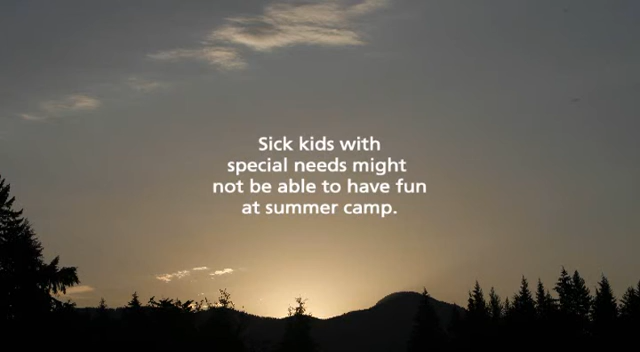 Sick kids with
special needs might
not be able to have fun
at summer camp.